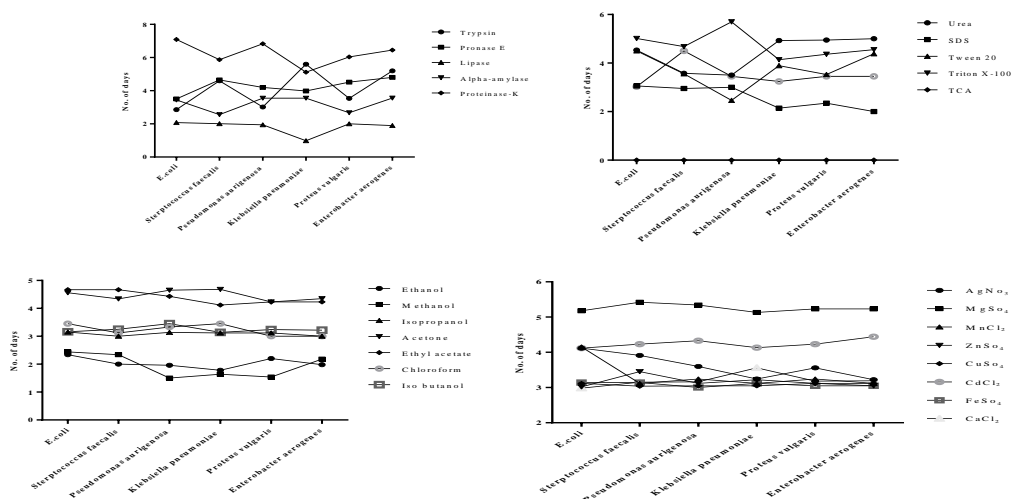 8
6
4
2
0
No. of days
E.coli
Sterptococcus faecalis
Pseudomonas aurigenosa
Klebsiella pneumoniae
Proteus vulgaris
Enterobacter aerogenes
Trypsin
Pronase E
Lipase
Alpha-amylase
Proteinase-K
6
4
2
0
No. of days
E.coli
Sterptococcus faecalis
Pseudomonas aurigenosa
Klebsiella pneumoniae
Proteus vulgaris
Enterobacter aerogenes
Urea
SDS
Tween 20
Triton X-100
TCA
5
4
3
2
1
0
No. of days
E.coli
Sterptococcus faecalis
Pseudomonas aurigenosa
Klebsiella pneumoniae
Proteus vulgaris
Enterobacter aerogenes
Ethanol
Methanol
Isopropanol
Acetone
Ethyl acetate
Chloroform
Iso butanol
6
5
4
3
2
No. of days
E.coli
Sterptococcus faecalis
Pseudomonas aurigenosa
Klebsiella pneumoniae
Proteus vulgaris
Enterobacter aerogenes
AgNo₃
MgSo₄
MnCl₂
ZnSo₄
CuSo₄
CdCl₂
FeSo₄
CaCl₂